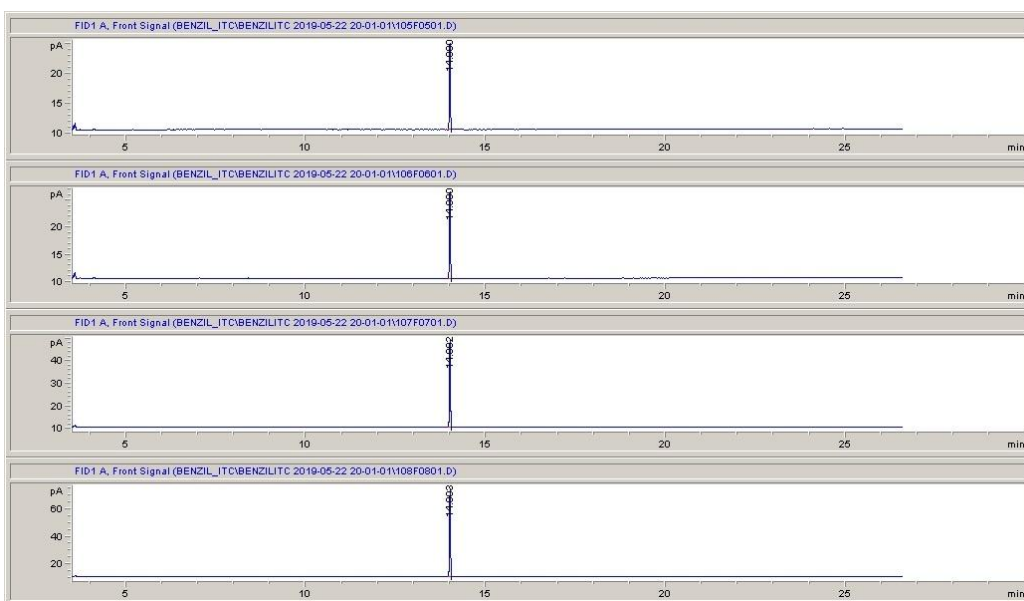 FID1 A, Front Signal (BENZIL_ITC\BENZILITC 2019-05-22 20-01-01\105F0501.D)
pA
20
15
10
5 10 15 20 25 min
FID1 A, Front Signal (BENZIL_ITC\BENZILITC 2019-05-22 20-01-01\106F0601.D)
pA
20
15
10
5 10 15 20 25 min
FID1 A, Front Signal (BENZIL_ITC\BENZILITC 2019-05-22 20-01-01\107F0701.D)
pA
40
30
20
10
5 10 15 20 25 min
FID1 A, Front Signal (BENZIL_ITC\BENZILITC 2019-05-22 20-01-01\108F0801.D)
pA
60
40
20
5 10 15 20 25 min